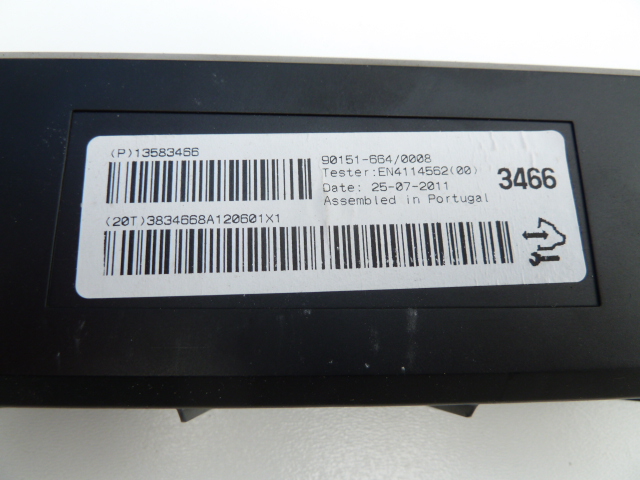 (P)13583466
90151-664/0008
Tester:EN4114562(00)
Date: 25-07-2011
Assembled in Portugal
3466
(20T)3834668A120601X1